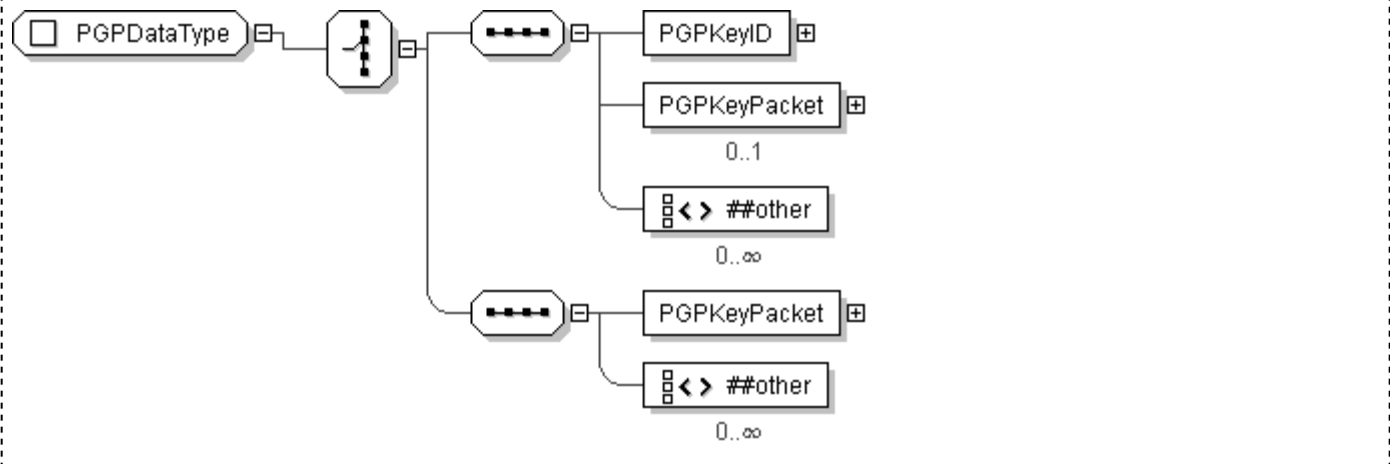 PGPDataType
PGPKeyID
PGPKeyPacket
0..1
##other
0..∞
PGPKeyPacket
##other
0..∞